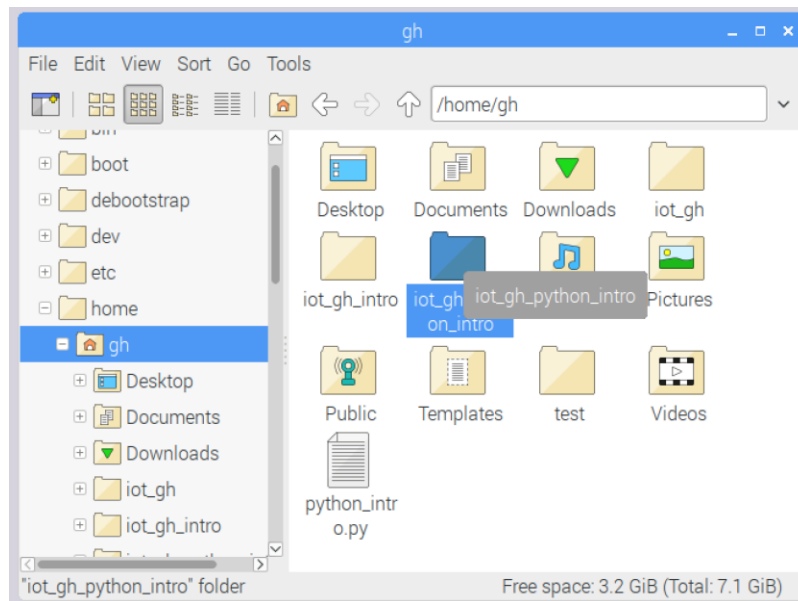 gh
File Edit View Sort Go Tools
/home/gh
bin
boot
debootstrap
dev
etc
home
gh
Desktop
Documents
Downloads
iot_gh
iot_gh_intro
Desktop Documents Downloads iot_gh
iot_gh_intro iot_gh
on_intro
iot_gh_python_intro
Pictures
Public Templates test Videos
python_intr
o.py
"iot_gh_python_intro" folder
Free space: 3.2 GiB (Total: 7.1 GiB)